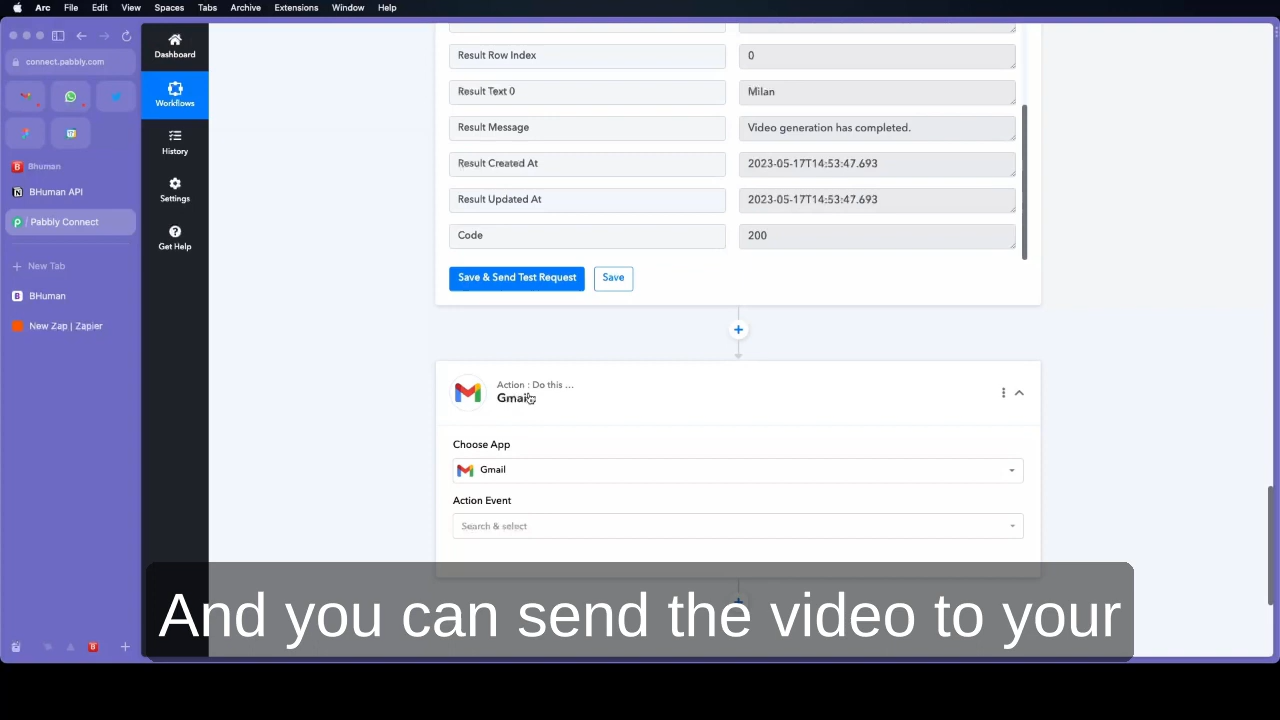 Arc File Edit View Spaces Tabs Archive Extensions Window Help
connect.pabbly.com
Bhuman
BHuman API
/ Pabbly Connect
New Tab
BHuman
New Zap | Zapier
Dashboard
Workflows
History
Settings
Get Help
Result Row Index 0
Result Text 0 Milan
Result Message Video generation has completed.
Result Created At 2023-05-17T14:53:47.693
Result Updated At 2023-05-17T14:53:47.693
Code 200
Save & Send Test Request Save
Action : Do this ...
Gmail
Choose App
Gmail
Action Event
Search & select
And you can send the video to your